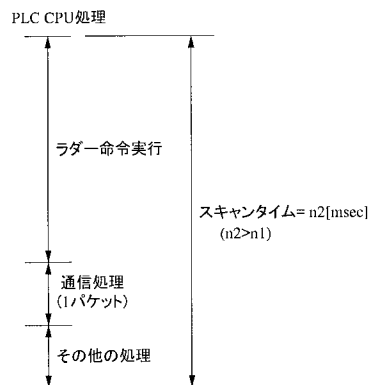 PLC CPU処理
ラダー命令実行
スキャンタイム= n2[msec]
(n2>n1)
通信処理
(1パケット)
その他の処理